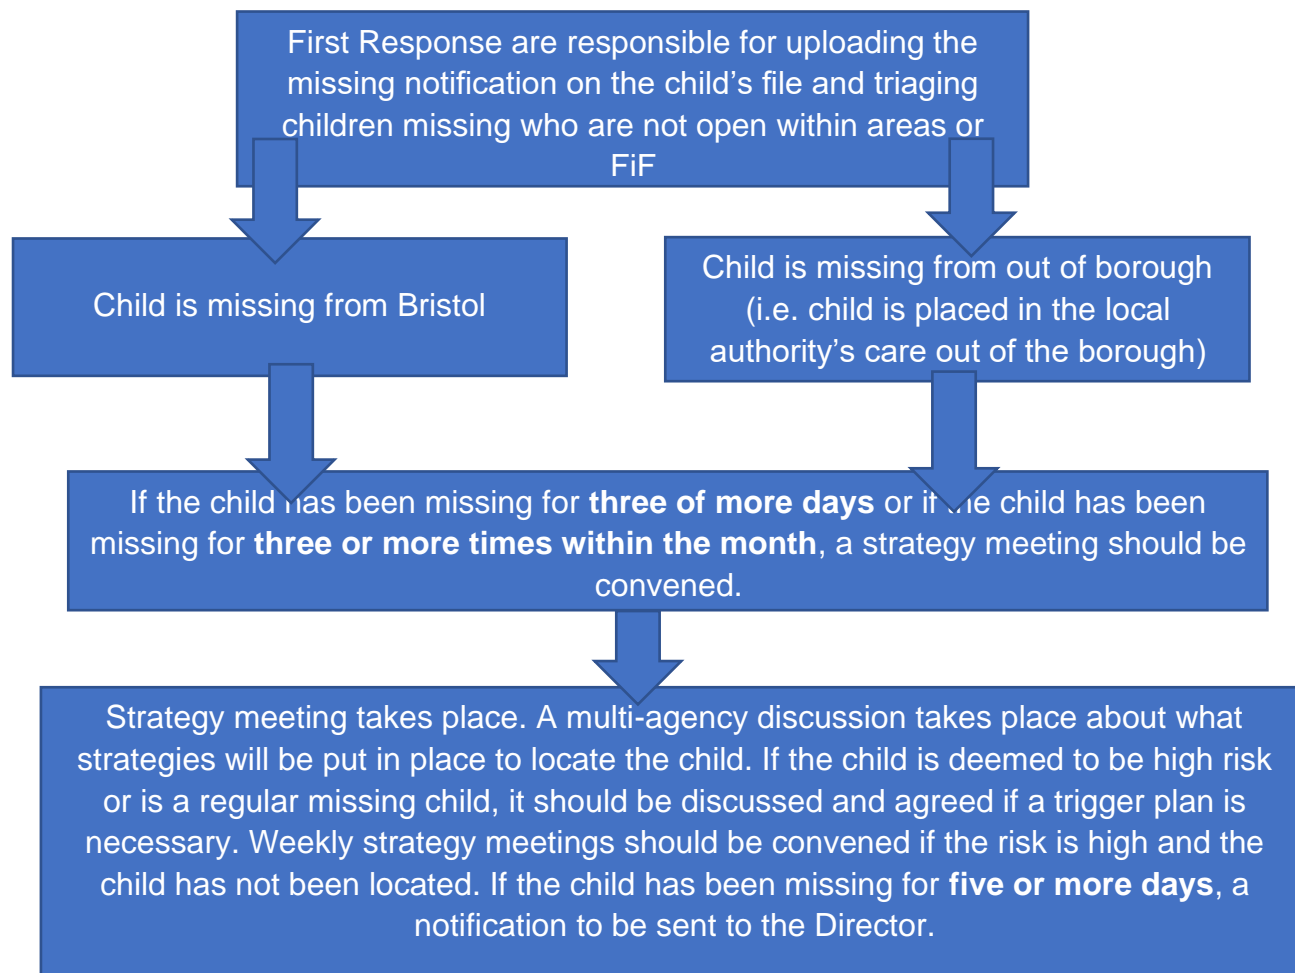 First Response are responsible for uploading the
missing notification on the child’s file and triaging
children missing who are not open within areas or
FiF
Child is missing from Bristol
Child is missing from out of borough
(i.e. child is placed in the local
authority’s care out of the borough)
If the child has been missing for three of more days or if the child has been
missing for three or more times within the month, a strategy meeting should be
convened.
Strategy meeting takes place. A multi-agency discussion takes place about what
strategies will be put in place to locate the child. If the child is deemed to be high risk
or is a regular missing child, it should be discussed and agreed if a trigger plan is
necessary. Weekly strategy meetings should be convened if the risk is high and the
child has not been located. If the child has been missing for five or more days, a
notification to be sent to the Director.